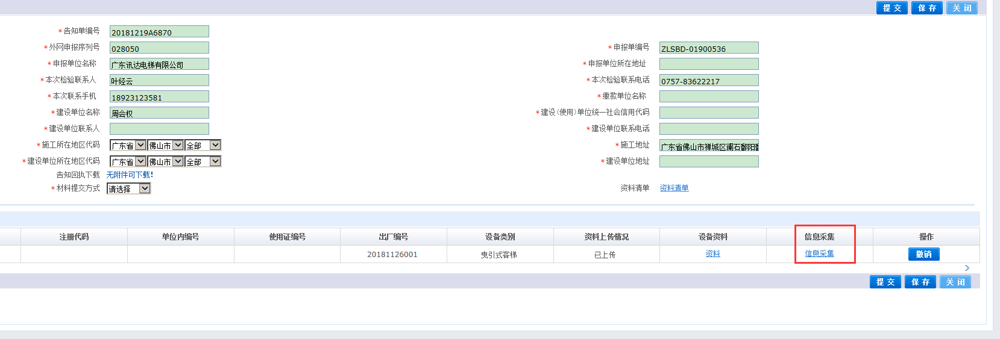 提 交 保 存 关 闭
*告知单编号 20181219A6870
*外网申报序列号 028050 *申报单编号 ZLSBD-01900536
*申报单位名称 广东讯达电梯有限公司 *申报单位所在地址
*本次检验联系人 叶经云 *本次检验联系电话 0757-83622217
*本次联系手机 18923123581 *缴款单位名称
*建设单位名称 周会权 *建设(使用)单位统一社会信用代码
*建设单位联系人 *建设单位联系电话
*施工所在地区代码 广东省 佛山市 全部 *施工地址 广东省佛山市禅城区澜石鄱阳
*建设单位所在地区代码 广东省 佛山市 全部 *建设单位地址
告知回执下载 无附件可下载!
*材料提交方式 请选择 资料清单 资料清单
注册代码 单位内编号 使用证编号 出厂编号 设备类别 资料上传情况 设备资料 信息采集 操作
20181126001 曳引式客梯 已上传 资料 信息采集 撤销
提 交 保 存 关 闭